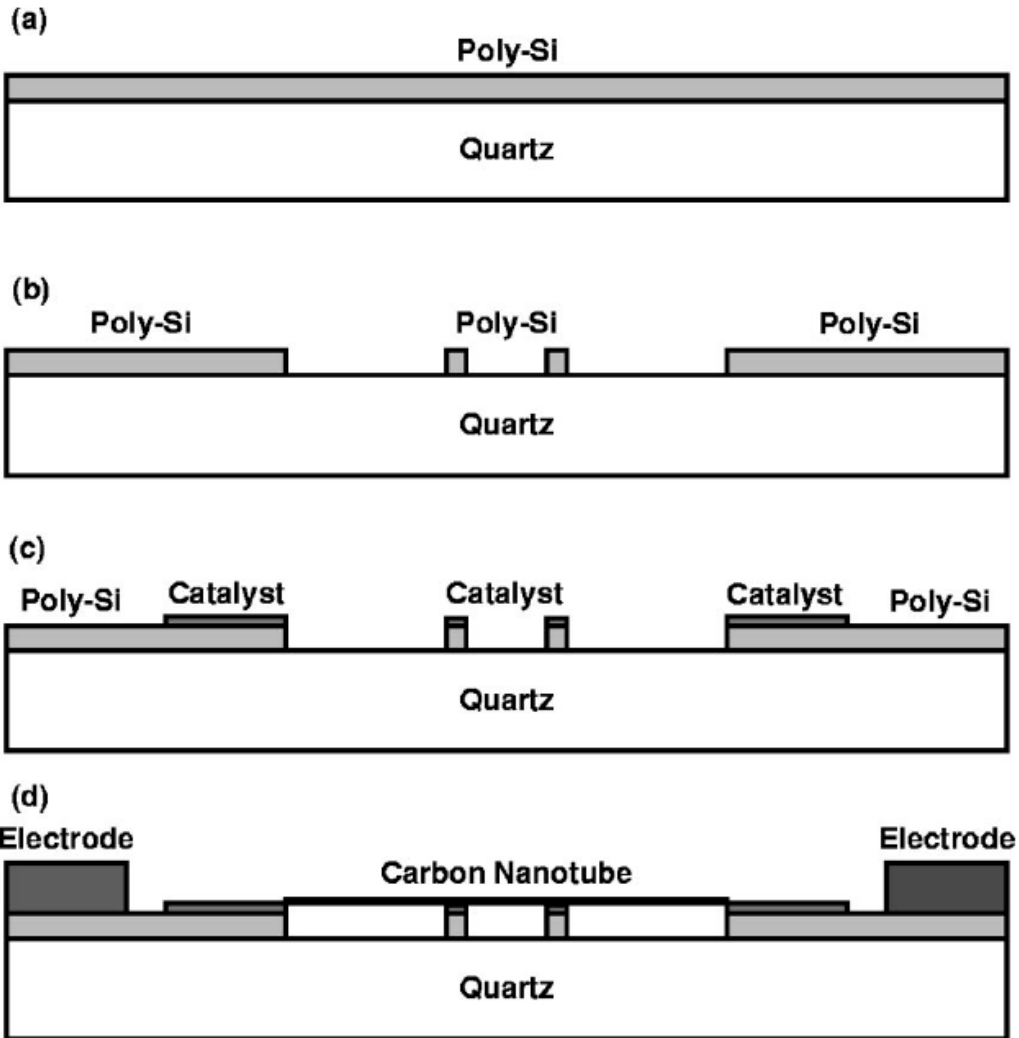 (a)
Poly-Si
Quartz
(b)
Poly-Si Poly-Si Poly-Si
Quartz
(c)
Poly-Si Catalyst Catalyst Catalyst Poly-Si
Quartz
(d)
Electrode Electrode
Carbon Nanotube
Quartz